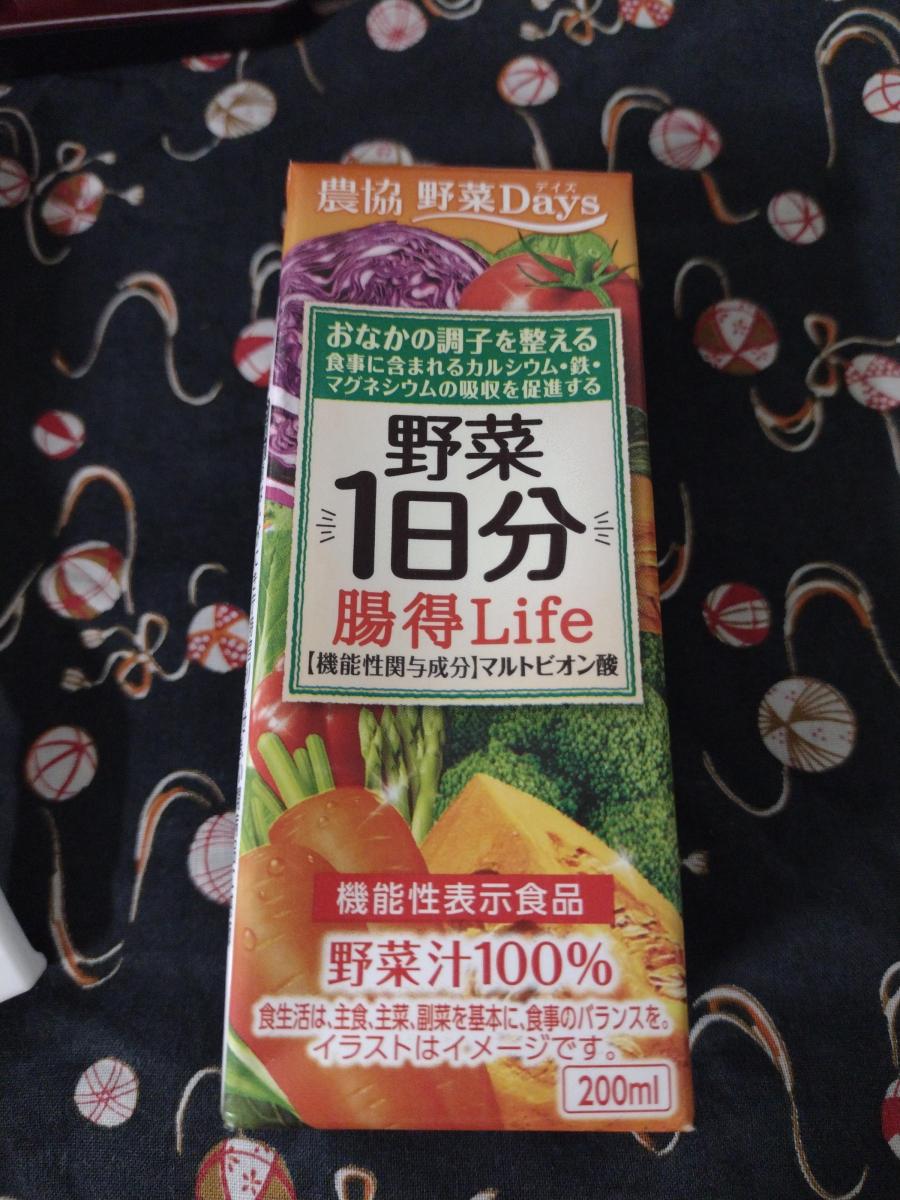 農協 野菜Days
デイズ
おなかの調子を整える
食事に含まれるカルシウム・鉄・
マグネシウムの吸収を促進する
野菜
1日分
腸得Life
【機能性関与成分】マルトビオン酸
機能性表示食品
野菜汁100%
食生活は、主食、主菜、副菜を基本に、食事のバランスを。
イラストはイメージです。
200ml